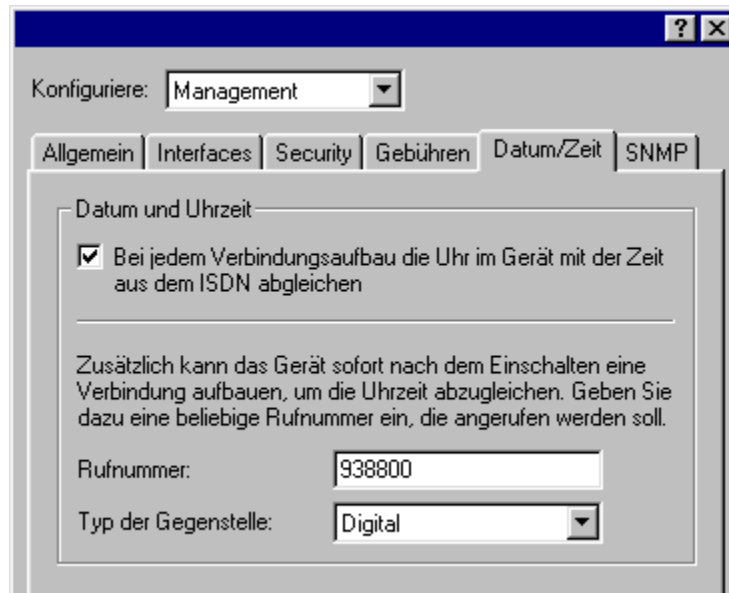 Konfiguriere: Management
Allgemein Interfaces Security Gebühren Datum/Zeit SNMP
Datum und Uhrzeit
Bei jedem Verbindungsaufbau die Uhr im Gerät mit der Zeit
aus dem ISDN abgleichen
Zusätzlich kann das Gerät sofort nach dem Einschalten eine
Verbindung aufbauen, um die Uhrzeit abzugleichen. Geben Sie
dazu eine beliebige Rufnummer ein, die angerufen werden soll.
Rufnummer: 938800
Typ der Gegenstelle: Digital